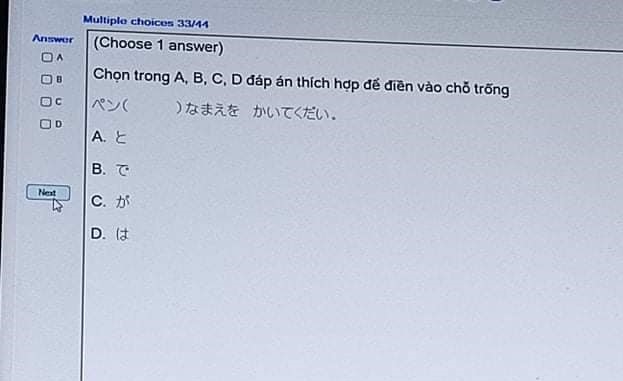 Multiple choices 33/44
Answer
(Choose 1 answer)
A
B
C
D
Chọn trong A, B, C, D đáp án thích hợp để điền vào chỗ trống
ペン( )なまえを かいてくだい。
A. と
B. で
C. が
D. は
Next